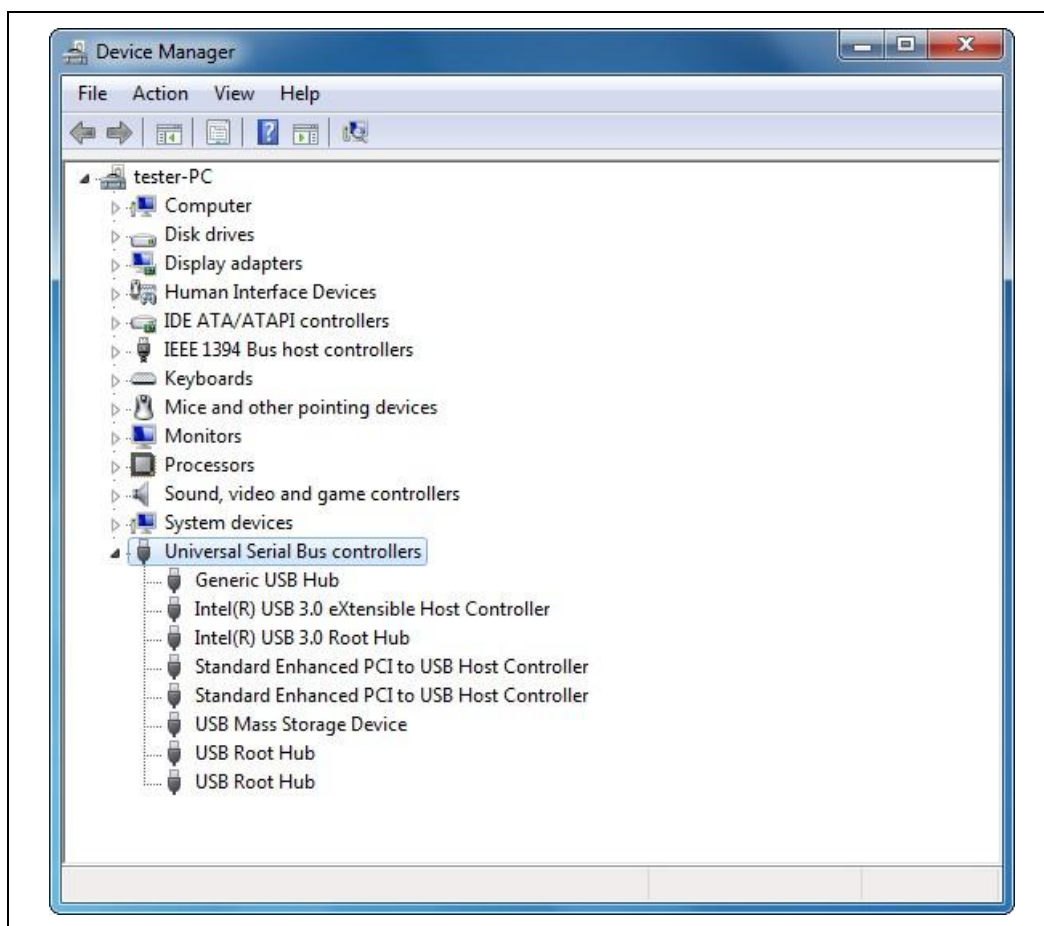 Device Manager
File Action View Help
tester-PC
Computer
Disk drives
Display adapters
Human Interface Devices
IDE ATA/ATAPI controllers
IEEE 1394 Bus host controllers
Keyboards
Mice and other pointing devices
Monitors
Processors
Sound, video and game controllers
System devices
Universal Serial Bus controllers
Generic USB Hub
Intel(R) USB 3.0 eXtensible Host Controller
Intel(R) USB 3.0 Root Hub
Standard Enhanced PCI to USB Host Controller
Standard Enhanced PCI to USB Host Controller
USB Mass Storage Device
USB Root Hub
USB Root Hub